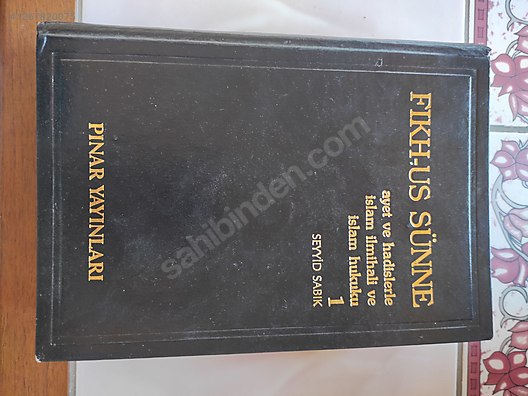 FIKH-US SÜNNE
ayet ve hadislerle
islam ilmihali ve
islam hukuku
1
SEYYİD SABIK
PINAR YAYINLARI
sahibinden.com